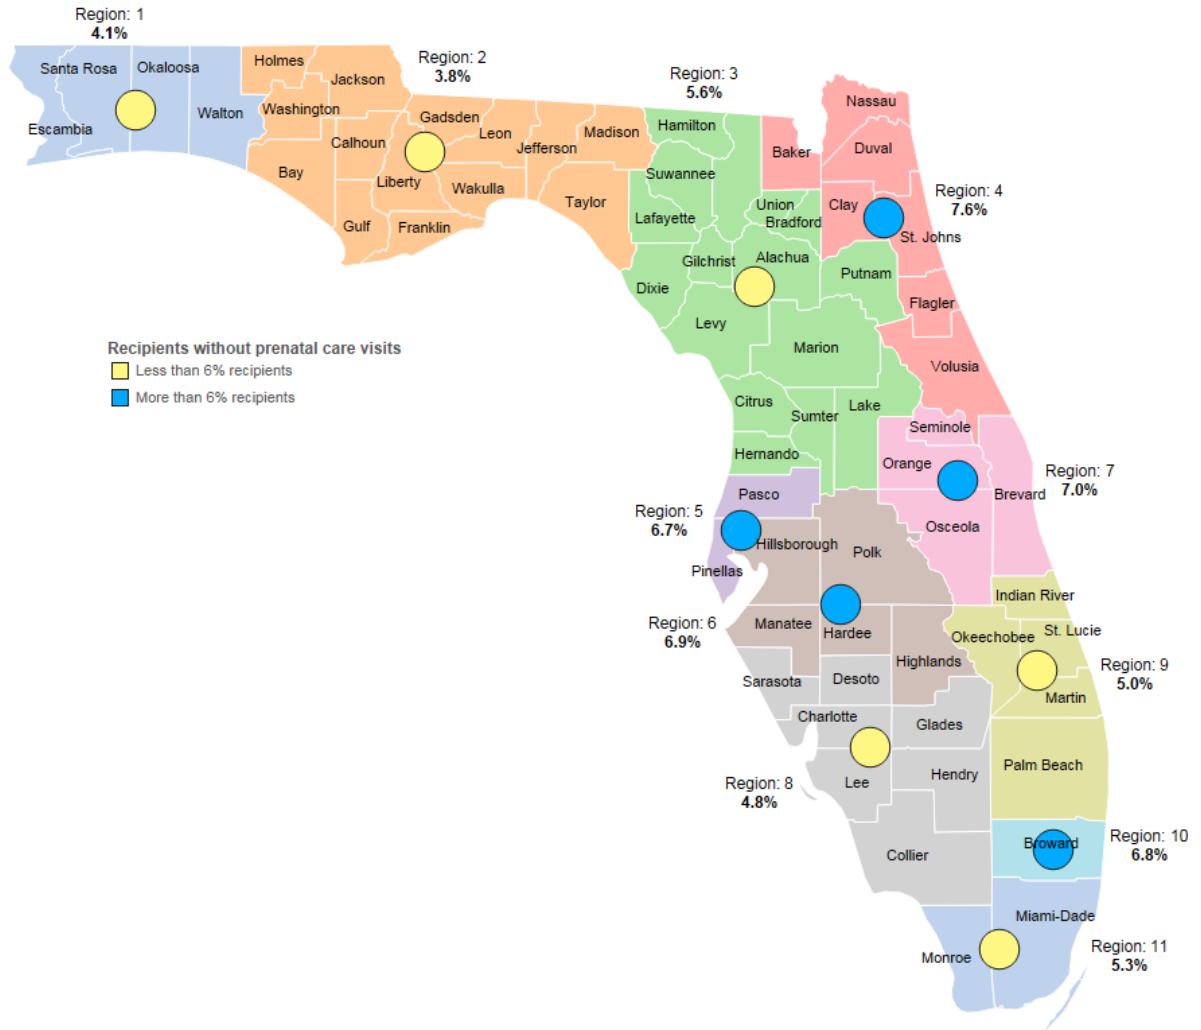 Region: 1
4.1%
Santa Rosa
Okaloosa
Walton
Escambia
Region: 2
3.8%
Holmes
Jackson
Washington
Calhoun
Bay
Gadsden
Leon
Jefferson
Madison
Liberty
Wakulla
Taylor
Gulf
Franklin
Region: 3
5.6%
Hamilton
Suwannee
Lafayette
Union
Bradford
Gilchrist
Alachua
Dixie
Putnam
Levy
Marion
Citrus
Sumter
Lake
Hernando
Nassau
Duval
Baker
Clay
St. Johns
Flagler
Volusia
Region: 4
7.6%
Recipients without prenatal care visits
Less than 6% recipients
More than 6% recipients
Seminole
Orange
Brevard
Osceola
Region: 7
7.0%
Pasco
Pinellas
Region: 5
6.7%
Hillsborough
Polk
Manatee
Hardee
Highlands
Region: 6
6.9%
Indian River
Okeechobee
St. Lucie
Martin
Palm Beach
Region: 9
5.0%
Sarasota
Desoto
Charlotte
Glades
Lee
Hendry
Collier
Region: 8
4.8%
Broward
Region: 10
6.8%
Miami-Dade
Monroe
Region: 11
5.3%